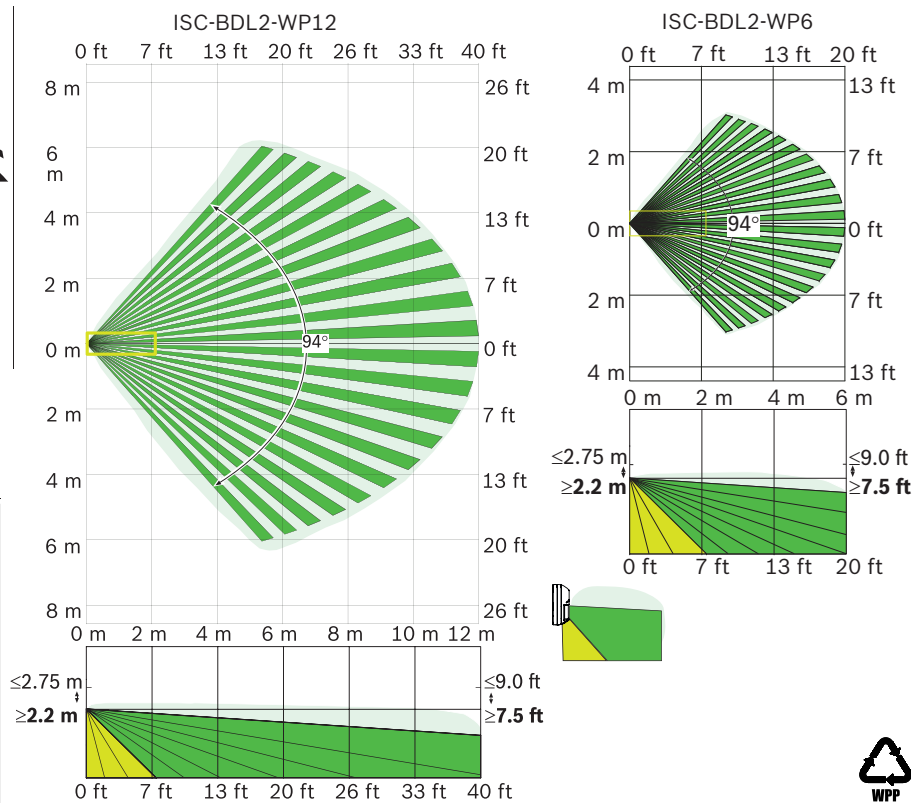 ISC-BDL2-WP12
0 ft 7 ft 13 ft 20 ft 26 ft 33 ft 40 ft
8 m 26 ft
6 m 20 ft
4 m 13 ft
2 m 7 ft
0 m 94° 0 ft
2 m 7 ft
4 m 13 ft
6 m 20 ft
8 m 26 ft
0 m 2 m 4 m 6 m 8 m 10 m 12 m
≤2.75 m ≤9.0 ft
≥2.2 m ≥7.5 ft
0 ft 7 ft 13 ft 20 ft 26 ft 33 ft 40 ft
ISC-BDL2-WP6
0 ft 7 ft 13 ft 20 ft
4 m 13 ft
2 m 7 ft
0 m 94° 0 ft
2 m 7 ft
4 m 13 ft
0 m 2 m 4 m 6 m
≤2.75 m ≤9.0 ft
≥2.2 m ≥7.5 ft
0 ft 7 ft 13 ft 20 ft
WPP